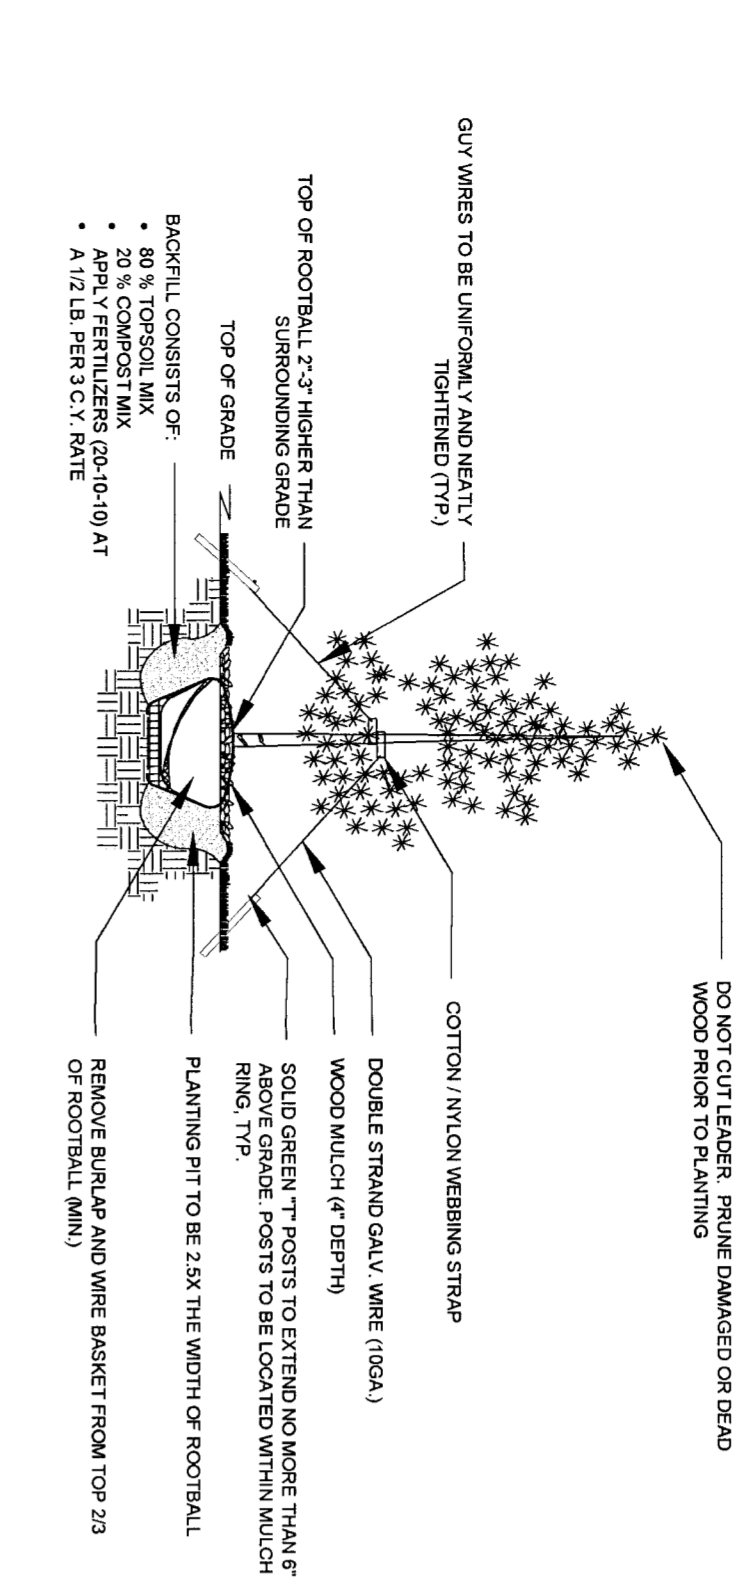 DO NOT CUT LEADER. PRUNE DAMAGED OR DEAD
WOOD PRIOR TO PLANTING
GUY WIRES TO BE UNIFORMLY AND NEATLY
TIGHTENED (TYP.)
COTTON / NYLON WEBBING STRAP
DOUBLE STRAND GALV. WIRE (10GA.)
TOP OF ROOTBALL 2"-3" HIGHER THAN
SURROUNDING GRADE
WOOD MULCH (4" DEPTH)
SOLID GREEN "T" POSTS TO EXTEND NO MORE THAN 6"
ABOVE GRADE. POSTS TO BE LOCATED WITHIN MULCH
RING, TYP.
TOP OF GRADE
PLANTING PIT TO BE 2.5X THE WIDTH OF ROOTBALL
BACKFILL CONSISTS OF:
• 80 % TOPSOIL MIX
• 20 % COMPOST MIX
APPLY FERTILIZERS (20-10-10) AT
• A 1/2 LB. PER 3 C.Y. RATE
REMOVE BURLAP AND WIRE BASKET FROM TOP 2/3
OF ROOTBALL (MIN.)